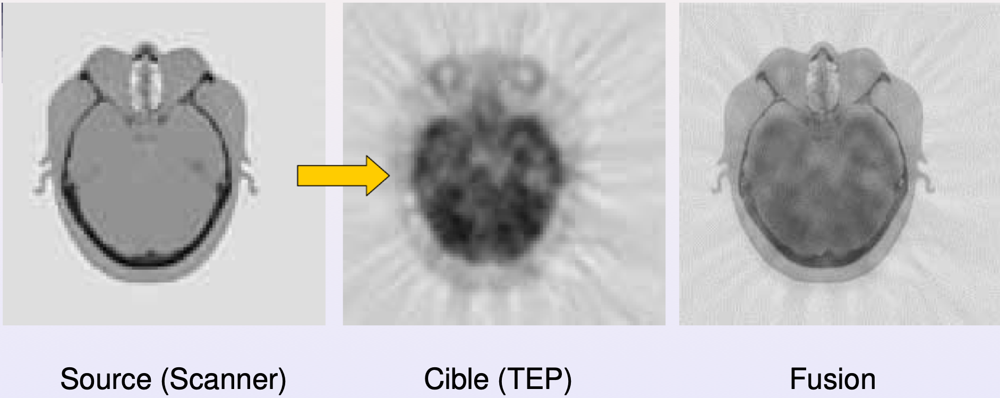 Source (Scanner)
Cible (TEP)
Fusion